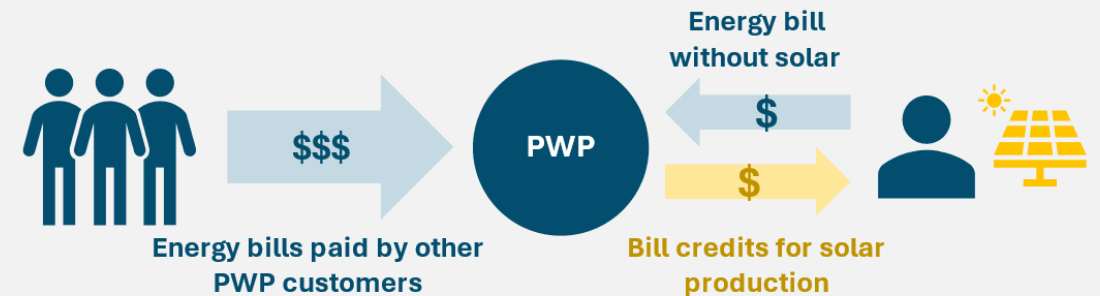 Energy bill
without solar
$
$$$
PWP
$
Energy bills paid by other
PWP customers
Bill credits for solar
production